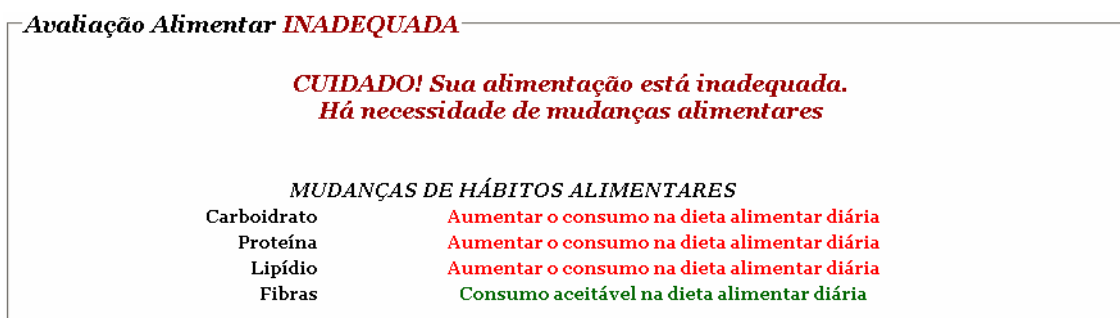 Avaliação Alimentar INADEQUADA
CUIDADO! Sua alimentação está inadequada.
Há necessidade de mudanças alimentares
MUDANÇAS DE HÁBITOS ALIMENTARES
Carboidrato Aumentar o consumo na dieta alimentar diária
Proteína Aumentar o consumo na dieta alimentar diária
Lipídio Aumentar o consumo na dieta alimentar diária
Fibras Consumo aceitável na dieta alimentar diária